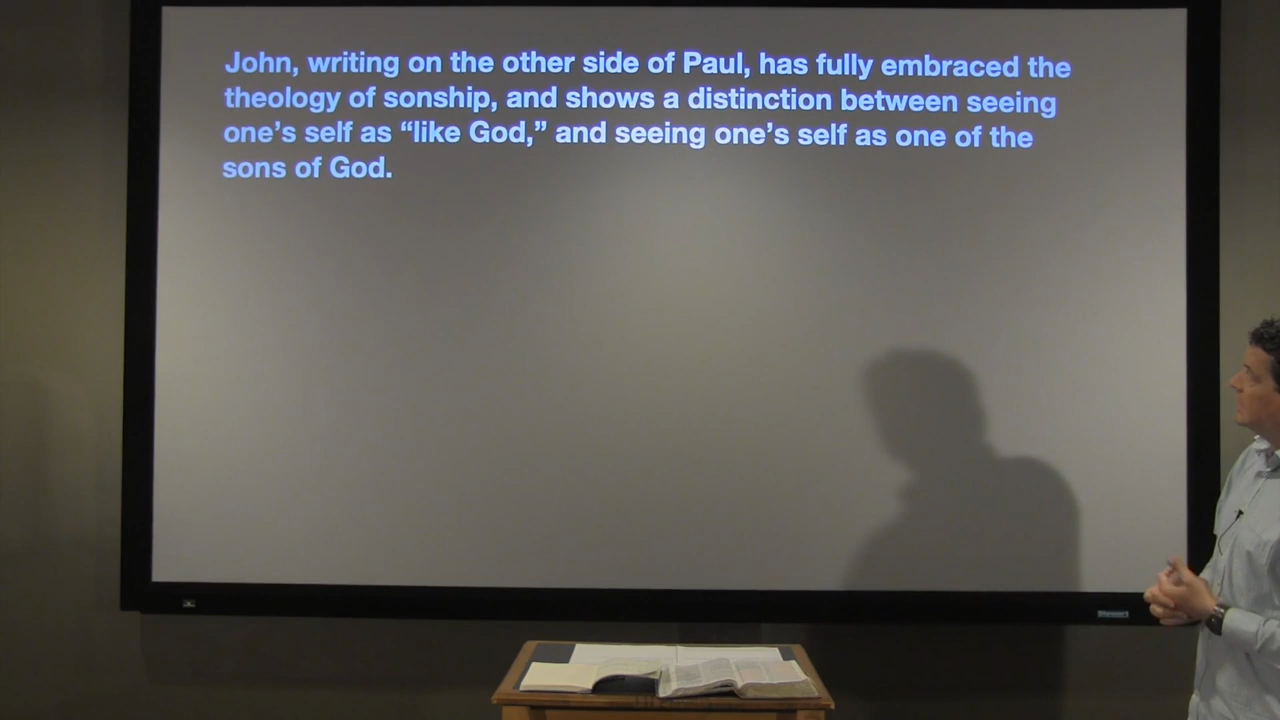 John, writing on the other side of Paul, has fully embraced the
theology of sonship, and shows a distinction between seeing
one’s self as “like God,” and seeing one’s self as one of the
sons of God.